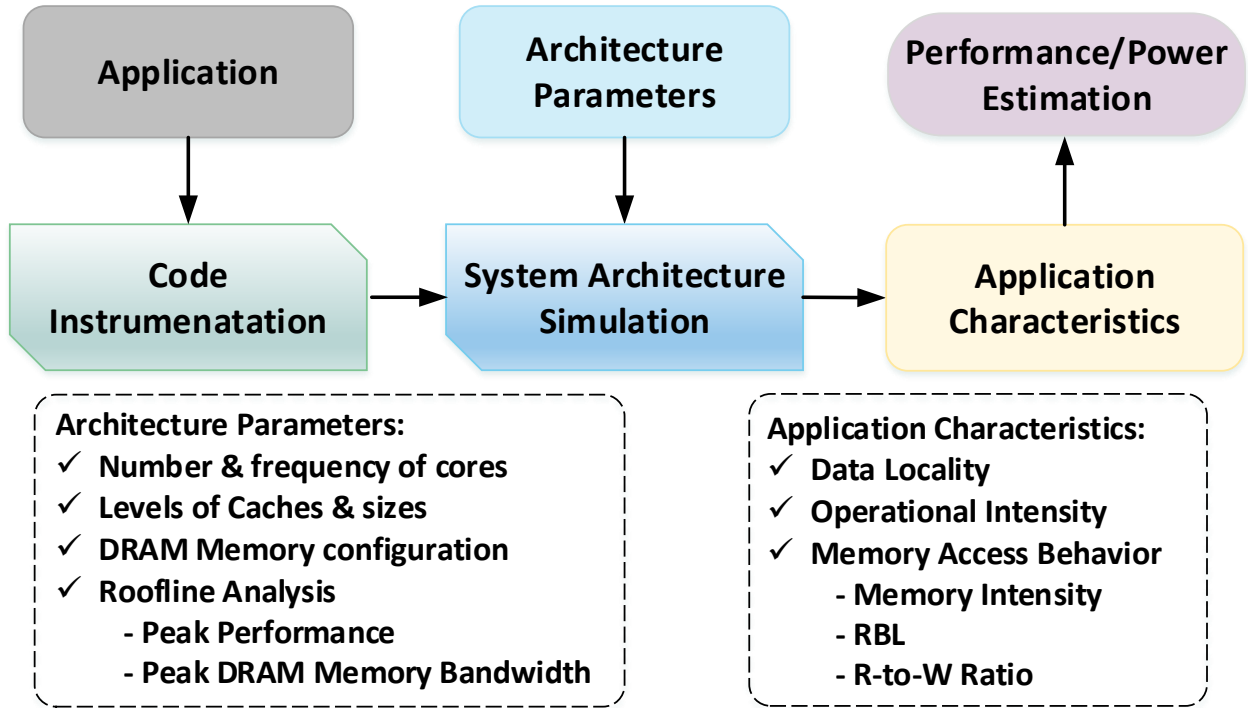 Application
Architecture
Parameters
Performance/Power
Estimation
Code
Instrumenatation
System Architecture
Simulation
Application
Characteristics
Architecture Parameters:
✓ Number & frequency of cores
✓ Levels of Caches & sizes
✓ DRAM Memory configuration
✓ Roofline Analysis
- Peak Performance
- Peak DRAM Memory Bandwidth
Application Characteristics:
✓ Data Locality
✓ Operational Intensity
✓ Memory Access Behavior
- Memory Intensity
- RBL
- R-to-W Ratio